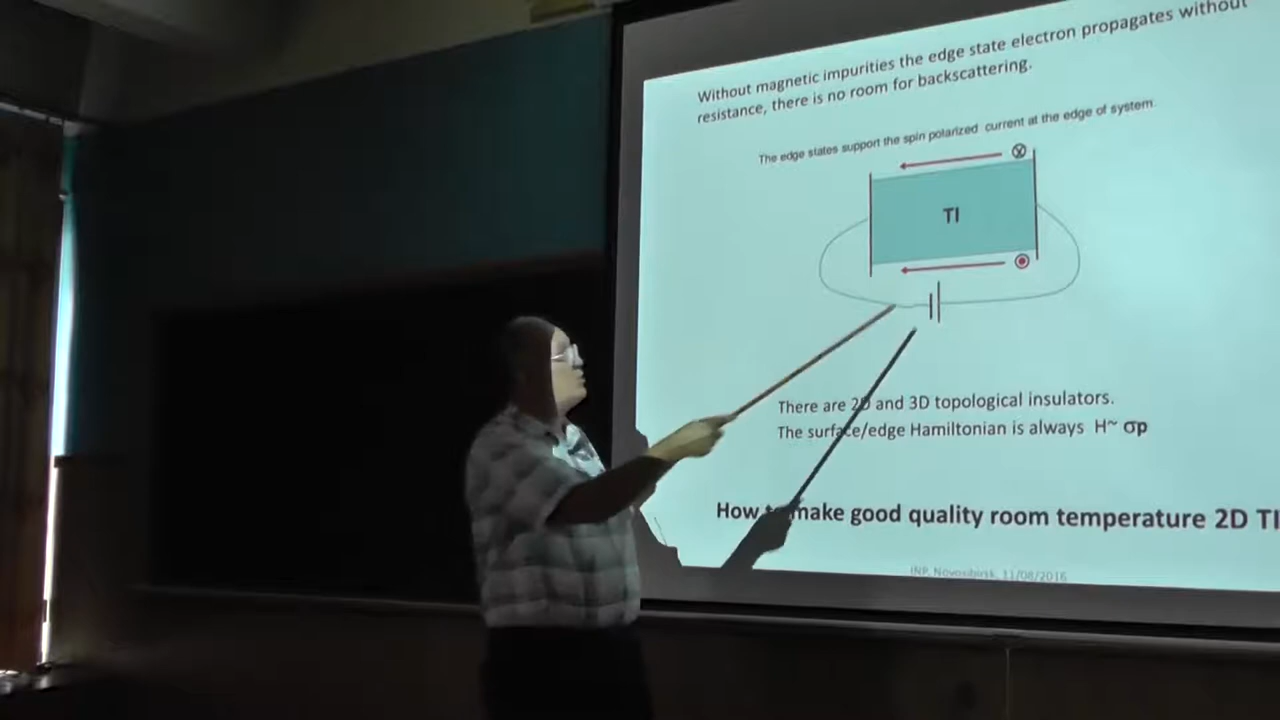 Without magnetic impurities the edge state electron propagates without
resistance, there is no room for backscattering.
The edge states support the spin polarized current at the edge of system.
TI
There are 2D and 3D topological insulators.
The surface/edge Hamiltonian is always H~ σp
How to make good quality room temperature 2D TI
INP, Novosibirsk, 11/08/2016